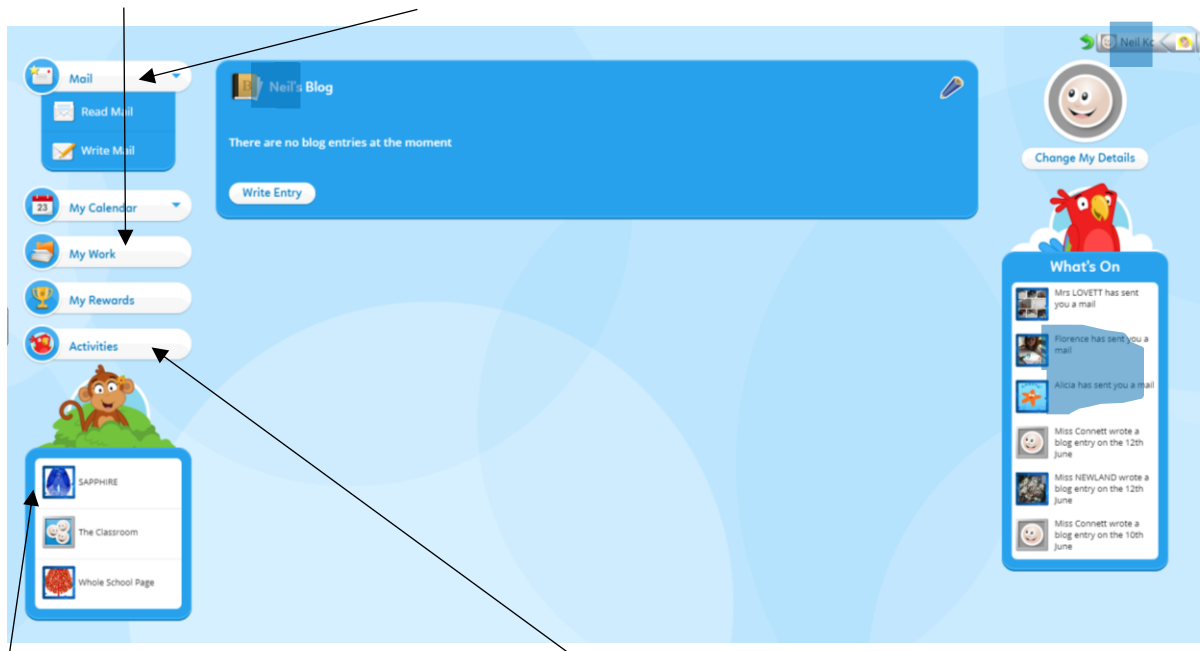 Neil Kc
Mail
Read Mail
Write Mail
23
My Calendar
My Work
My Rewards
Activities
SAPPHIRE
The Classroom
Whole School Page
B
Neil's Blog
There are no blog entries at the moment
Write Entry
Change My Details
What's On
Mrs LOVETT has sent
you a mail
Florence has sent you a
mail
Alicia has sent you a mail
Miss Connett wrote a
blog entry on the 12th
June
Miss NEWLAND wrote a
blog entry on the 12th
June
Miss Connett wrote a
blog entry on the 10th
June